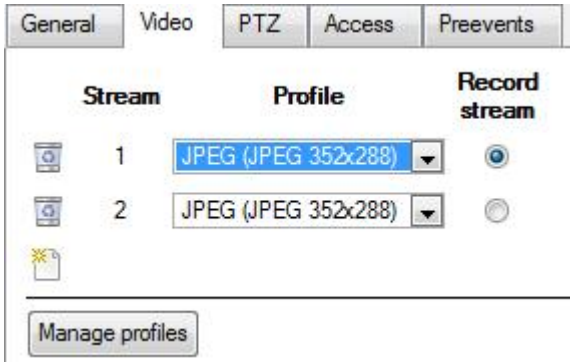 General Video PTZ Access Preevents
Stream Profile Record stream
1 JPEG (JPEG 352x288)
2 JPEG (JPEG 352x288)
Manage profiles